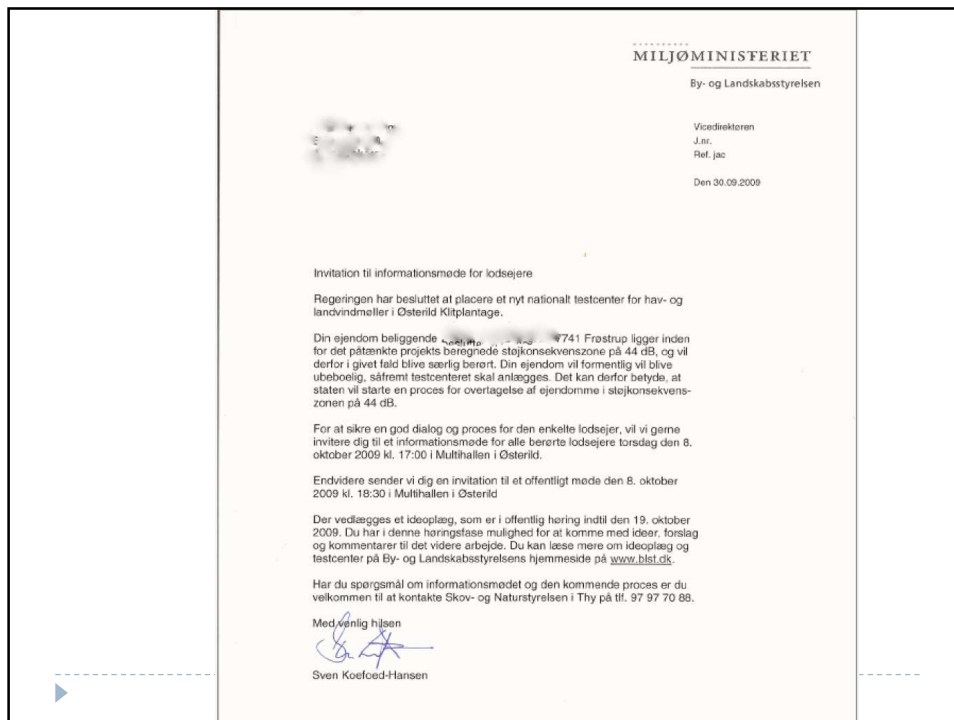 MILJØMINISTERIET
By- og Landskabsstyrelsen
Vicedirektøren
J.nr.
Ref. jac
Den 30.09.2009
Invitation til informationsmøde for lodsejere
Regeringen har besluttet at placere et nyt nationalt testcenter for hav- og
landvindmøller i Østerild Klitplantage.
Din ejendom beliggende 7741 Frøstrup ligger inden
for det påtænkte projekts beregnede støjkonsekvenszone på 44 dB, og vil
derfor i givet fald blive særlig berørt. Din ejendom vil formentlig vil blive
ubeboelig, såfremt testcenteret skal anlægges. Det kan derfor betyde, at
staten vil starte en proces for overtagelse af ejendomme i støjkonsekvens-
zonen på 44 dB.
For at sikre en god dialog og proces for den enkelte lodsejer, vil vi gerne
invitere dig til et informationsmøde for alle berørte lodsejere torsdag den 8.
oktober 2009 kl. 17:00 i Multihallen i Østerild.
Endvidere sender vi dig en invitation til et offentligt møde den 8. oktober
2009 kl. 18:30 i Multihallen i Østerild
Der vedlægges et ideoplæg, som er i offentlig høring indtil den 19. oktober
2009. Du har i denne høringsfase mulighed for at komme med ideer, forslag
og kommentarer til det videre arbejde. Du kan læse mere om ideoplæg og
testcenter på By- og Landskabsstyrelsens hjemmeside på www.blst.dk.
Har du spørgsmål om informationsmødet og den kommende proces er du
velkommen til at kontakte Skov- og Naturstyrelsen i Thy på tlf. 97 97 70 88.
Med venlig hilsen
Sven Koefoed-Hansen